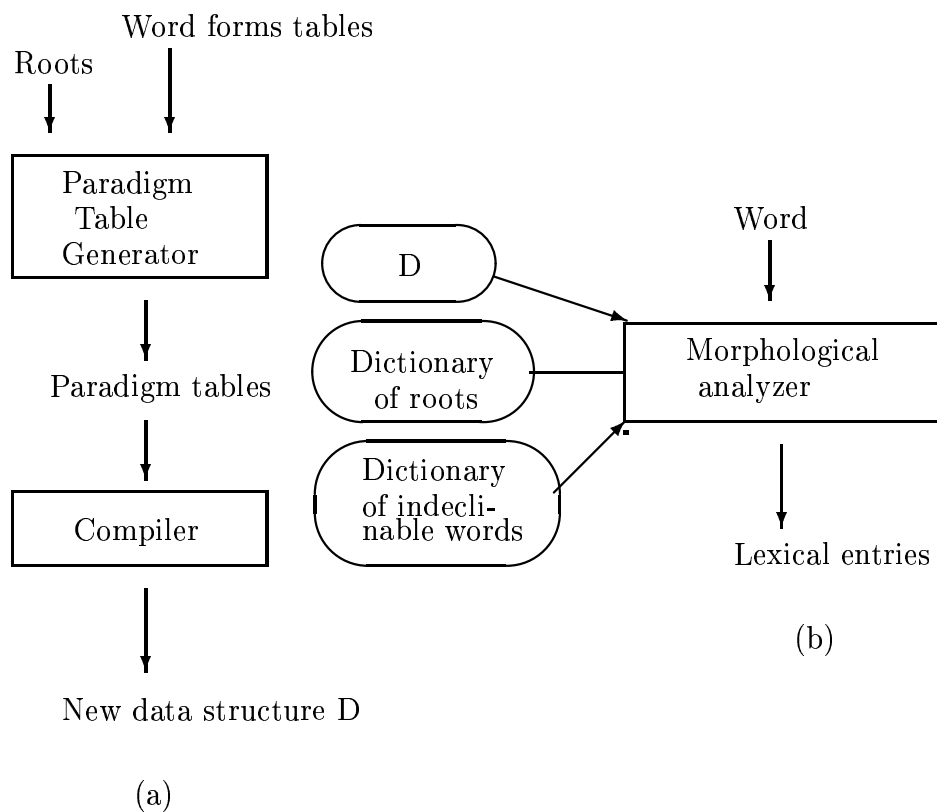 Word forms tables
Roots
Paradigm
Table
Generator
Paradigm tables
Compiler
New data structure D
(a)
D
Dictionary
of roots
Dictionary
of indecli-
nable words
Word
Morphological
analyzer
Lexical entries
(b)